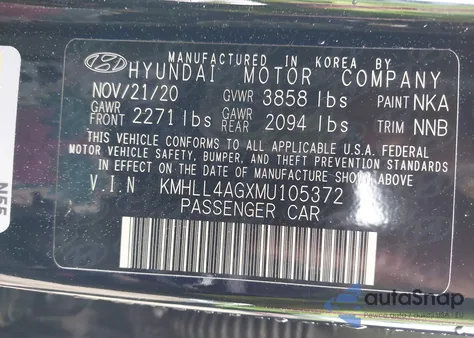 MANUFACTURED IN KOREA BY
HYUNDAI MOTOR COMPANY
NOV/21/20 GVWR 3858 lbs PAINT NKA
GAWR FRONT 2271 lbs GAWR REAR 2094 lbs TRIM NNB
THIS VEHICLE CONFORMS TO ALL APPLICABLE U.S.A. FEDERAL
MOTOR VEHICLE SAFETY, BUMPER, AND THEFT PREVENTION STANDARDS
IN EFFECT ON THE DATE OF MANUFACTURE SHOWN ABOVE
V.I.N KMHLL4AGXMU105372
PASSENGER CAR
N55
autoSnap